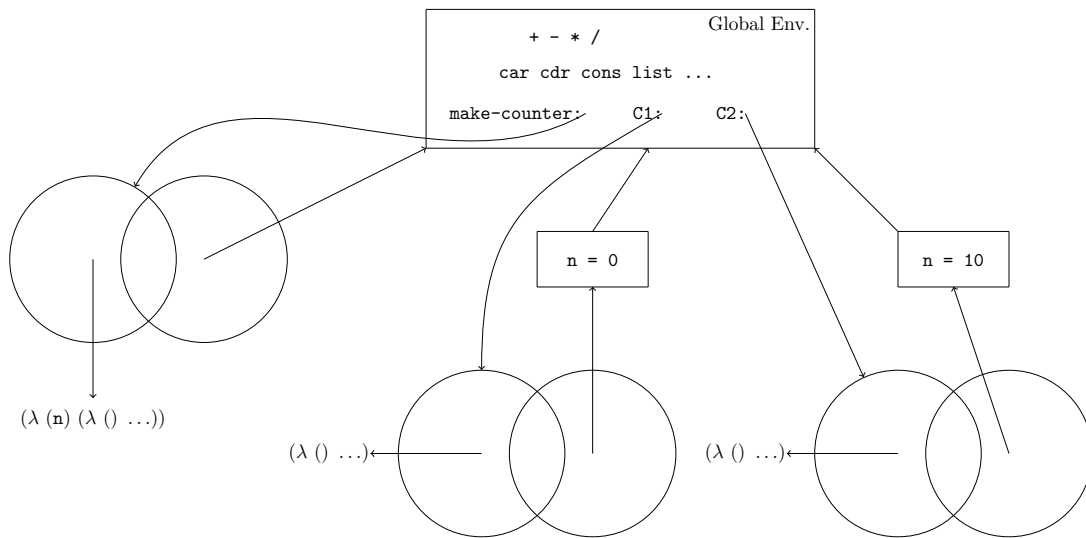 Global Env.
+ - * /
car cdr cons list ...
make-counter: C1: C2:
n = 0 n = 10
(λ (n) (λ () ...))
(λ () ...) (λ () ...)